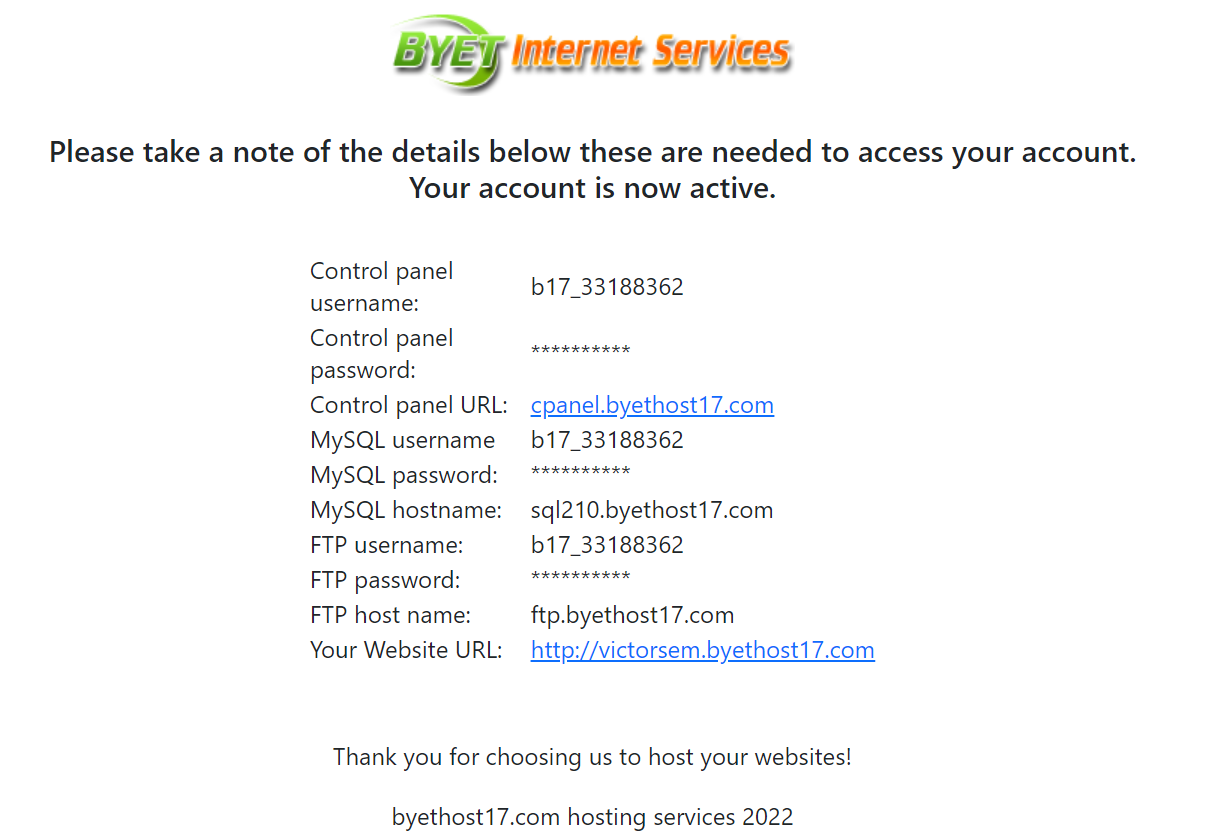 BYET Internet Services
Please take a note of the details below these are needed to access your account.
Your account is now active.
Control panel
username:
b17_33188362
Control panel
password:
**********
Control panel URL: cpanel.byethost17.com
MySQL username b17_33188362
MySQL password: **********
MySQL hostname: sql210.byethost17.com
FTP username: b17_33188362
FTP password: **********
FTP host name: ftp.byethost17.com
Your Website URL: http://victorsem.byethost17.com
Thank you for choosing us to host your websites!
byethost17.com hosting services 2022